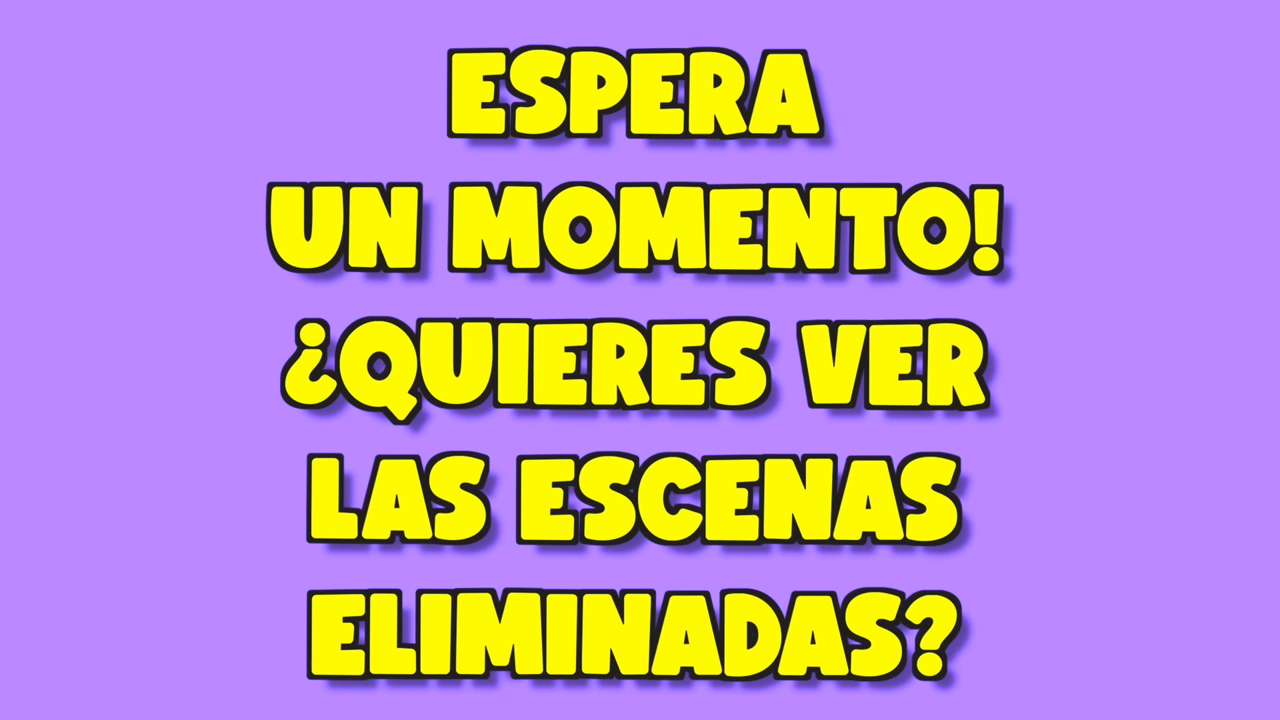 ESPERA
UN MOMENTO!
¿QUIERES VER
LAS ESCENAS
ELIMINADAS?